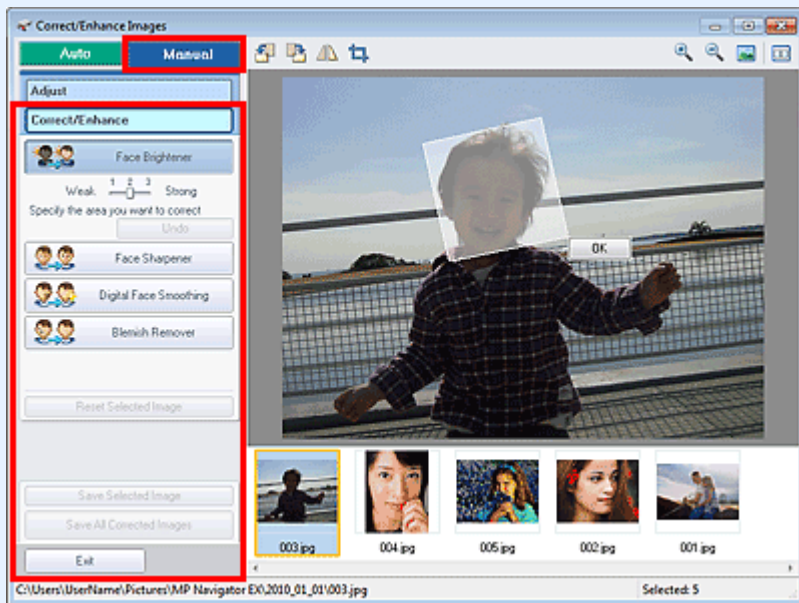 Correct/Enhance Images
Auto
Manual
Adjust
Correct/Enhance
Face Brightener
1 2 3
Weak Strong
Specify the area you want to correct
Undo
Face Sharpener
Digital Face Smoothing
Blemish Remover
Reset Selected Image
Save Selected Image
Save All Corrected Images
Exit
OK
003.jpg
004.jpg
005.jpg
002.jpg
001.jpg
C:\Users\UserName\Pictures\MP Navigator EX\2010_01_01\003.jpg
Selected: 5